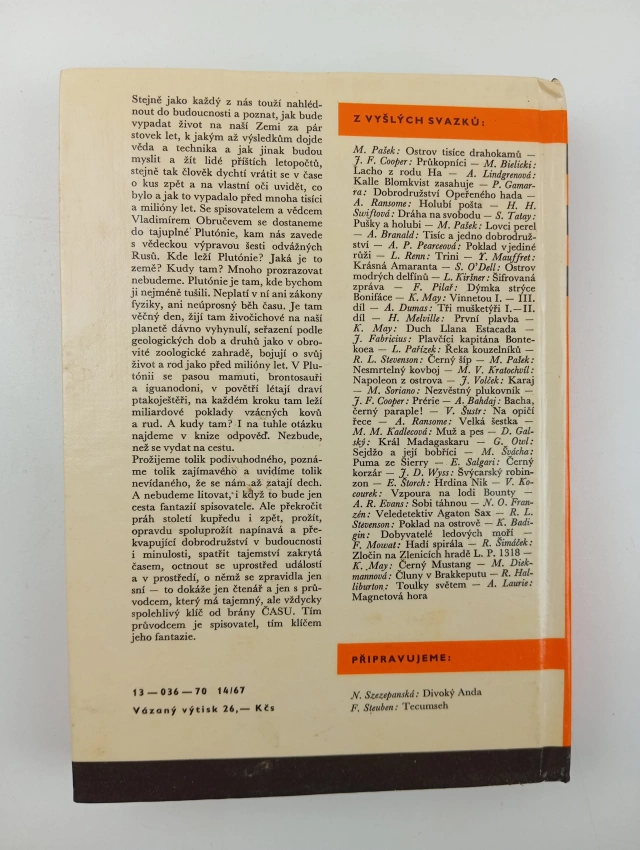 Stejně jako každý z nás touží nahléd-
nout do budoucnosti a poznat, jak bude
vypadat život na naší Zemi za pár
stovek let, k jakým až výsledkům dojde
věda a technika a jak jinak budou
myslit a žít lidé příštích letopočtů,
stejně tak člověk dychtí vrátit se v čase
o kus zpět a na vlastní oči uvidět, co
bylo a jak to vypadalo před mnoha tisíci
a milióny let. Se spisovatelem a vědcem
Vladimírem Obručevem se dostaneme
do tajuplné Plutónie, kam nás zavede
s vědeckou výpravou šesti odvážných
Rusů. Kde leží Plutónie? Jaká je to
země? Kudy tam? Mnoho prozrazovat
nebudeme. Plutónie je tam, kde bychom
ji nejméně tušili. Neplatí v ní ani zákony
fyziky, ani neúprosný běh času. Je tam
věčný den, žijí tam živočichové na naší
planetě dávno vyhynulí, seřazení podle
geologických dob a druhů jako v obro-
vité zoologické zahradě, bojují o svůj
život a rod jako před milióny let. V Plu-
tónii se pasou mamuti, brontosauři
a iguanodoni, v povětří létají draví
ptakoještěři, na každém kroku tam leží
miliardové poklady vzácných kovů
a rud. A kudy tam? I na tuhle otázku
najdeme v knize odpověď. Nezbude,
než se vydat na cestu.
Prožijeme tolik podivuhodného, pozná-
me tolik zajímavého a uvidíme tolik
nevídaného, že se nám až zatají dech.
A nebudeme litovat, i když to bude jen
cesta fantazií spisovatele. Ale překročit
práh století kupředu i zpět, prožít,
opravdu spoluprožít napínavá a pře-
kvapující dobrodružství v budoucnosti
i minulosti, spatřit tajemství zakrytá
časem, octnout se uprostřed událostí
a v prostředí, o němž se zpravidla jen
sní — to dokáže jen čtenář a jen s prů-
vodcem, který má tajemný, ale vždycky
spolehlivý klíč od brány ČASU. Tím
průvodcem je spisovatel, tím klíčem
jeho fantazie.
13 — 036 — 70 14/67
Vázaný výtisk 26,— Kčs
Z VYŠLÝCH SVAZKŮ:
M. Pašek: Ostrov tisíce drahokamů —
J. F. Cooper: Průkopníci — M. Bielicki:
Lacho z rodu Ha — A. Lindgrenová:
Kalle Blomkvist zasahuje — P. Gamar-
ra: Dobrodružství Opeřeného hada —
A. Ransome: Holubí pošta — H. H.
Swiftová: Dráha na svobodu — S. Tatay:
Pušky a holubi — M. Pašek: Lovci perel
— A. Branald: Tisíc a jedno dobrodruž-
ství — A. P. Pearceová: Poklad v jediné
růži — L. Renn: Trini — Y. Mauffret:
Krásná Amaranta — S. O'Dell: Ostrov
modrých delfínů — L. Kiršner: Šifrovaná
zpráva — F. Pilař: Dýmka strýce
Bonifáce — K. May: Vinnetou I. — III.
díl — A. Dumas: Tři mušketýři I.—II.
díl — H. Melville: První plavba —
K. May: Duch Llana Estacada —
J. Fabricius: Plavčíci kapitána Bonte-
koea — L. Pařízek: Řeka kouzelníků —
R. L. Stevenson: Černý šíp — M. Pašek:
Nesmrtelný kovboj — M. V. Kratochvíl:
Napoleon z ostrova — J. Volček: Karaj
— M. Soriano: Nezvěstný plukovník —
J. F. Cooper: Prérie — A. Bahdaj: Bacha,
černý paraple! — V. Šustr: Na opičí
řece — A. Ransome: Velká šestka —
M. M. Kadlecová: Muž a pes — D. Gal-
ský: Král Madagaskaru — G. Owl:
Sejdžo a její bobříci — M. Švácha:
Puma ze Sierry — E. Salgari: Černý
korzár — J. D. Wyss: Švýcarský robin-
zon — E. Štorch: Hrdina Nik — V. Ko-
courek: Vzpoura na lodi Bounty —
A. R. Evans: Sobi táhnou — N. O. Fran-
zén: Veledetektiv Agaton Sax — R. L.
Stevenson: Poklad na ostrově — K. Badi-
gin: Dobyvatelé ledových moří —
F. Mowat: Hadí spirála — R. Šimáček:
Zločin na Zlenicích hradě L. P. 1318 —
K. May: Černý Mustang — M. Diek-
mannová: Čluny v Brakkeputu — R. Hal-
liburton: Toulky světem — A. Laurie:
Magnetová hora
PŘIPRAVUJEME:
N. Szezepanská: Divoký Anda
F. Steuben: Tecumseh